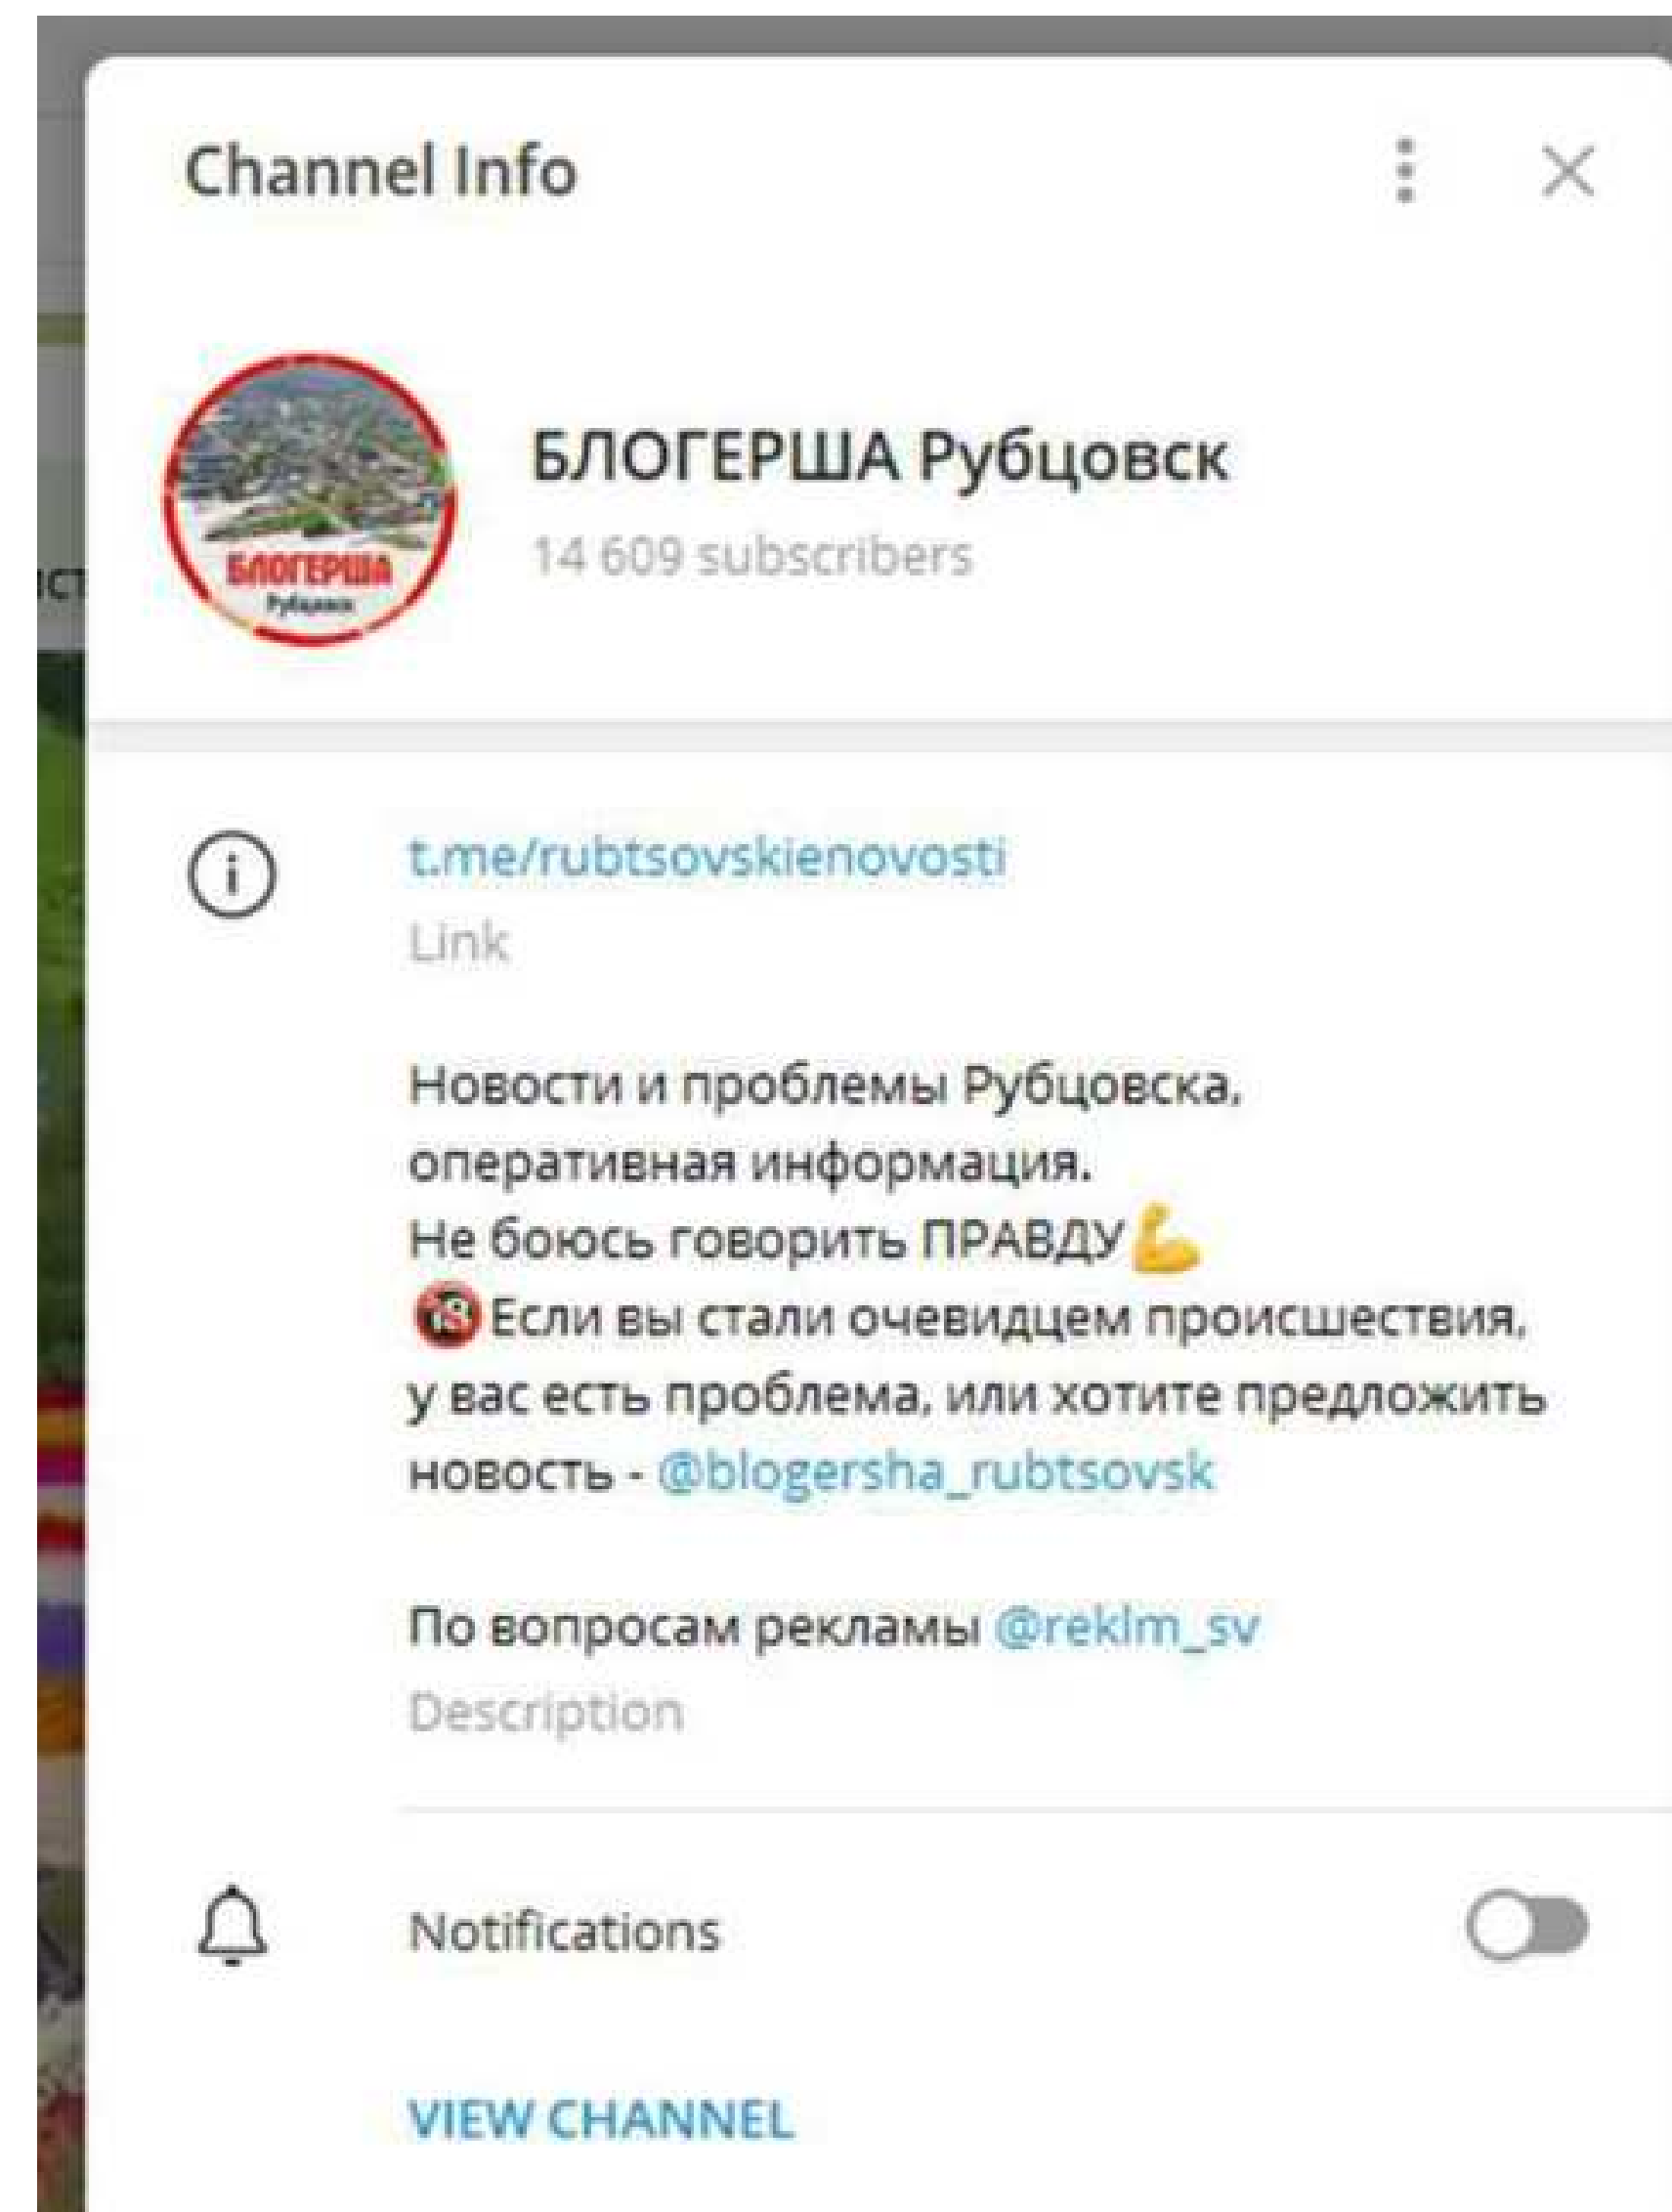 Channel Info
БЛОГЕРША Рубцовск
14 609 subscribers
БЛОГЕРША
Рубцовск
t.me/rubtsovskienovosti
Link
Новости и проблемы Рубцовска,
оперативная информация.
Не боюсь говорить ПРАВДУ💪
🔞Если вы стали очевидцем происшествия,
у вас есть проблема, или хотите предложить
новость - @blogersha_rubtsovsk
По вопросам рекламы @reklm_sv
Description
Notifications
VIEW CHANNEL